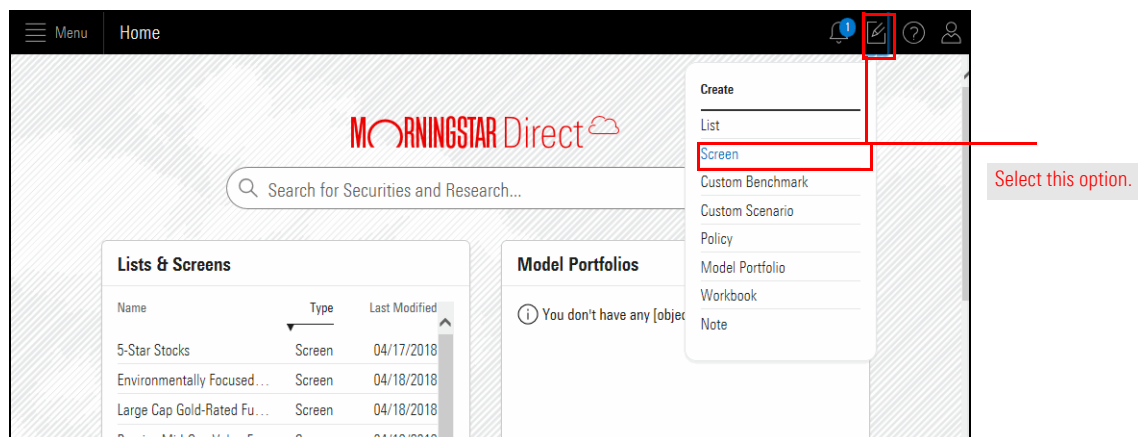 Menu
Home
1
MORNINGSTAR Direct
Search for Securities and Research...
Create
List
Screen
Custom Benchmark
Custom Scenario
Policy
Model Portfolio
Workbook
Note
Select this option.
Lists & Screens
Name Type Last Modified
5-Star Stocks Screen 04/17/2018
Environmentally Focused... Screen 04/18/2018
Large Cap Gold-Rated Fu... Screen 04/18/2018
Model Portfolios
You don't have any [objec